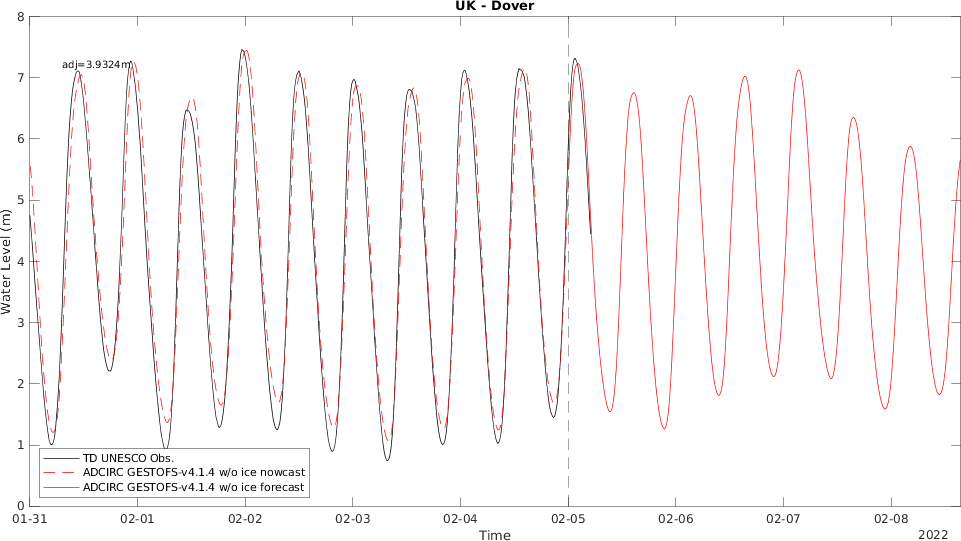 UK - Dover
8
adj=3.9324m
7
6
5
4
3
2
1
0
Water Level (m)
TD UNESCO Obs.
ADCIRC GESTOFS-v4.1.4 w/o ice nowcast
ADCIRC GESTOFS-v4.1.4 w/o ice forecast
01-31 02-01 02-02 02-03 02-04 02-05 02-06 02-07 02-08
Time
2022